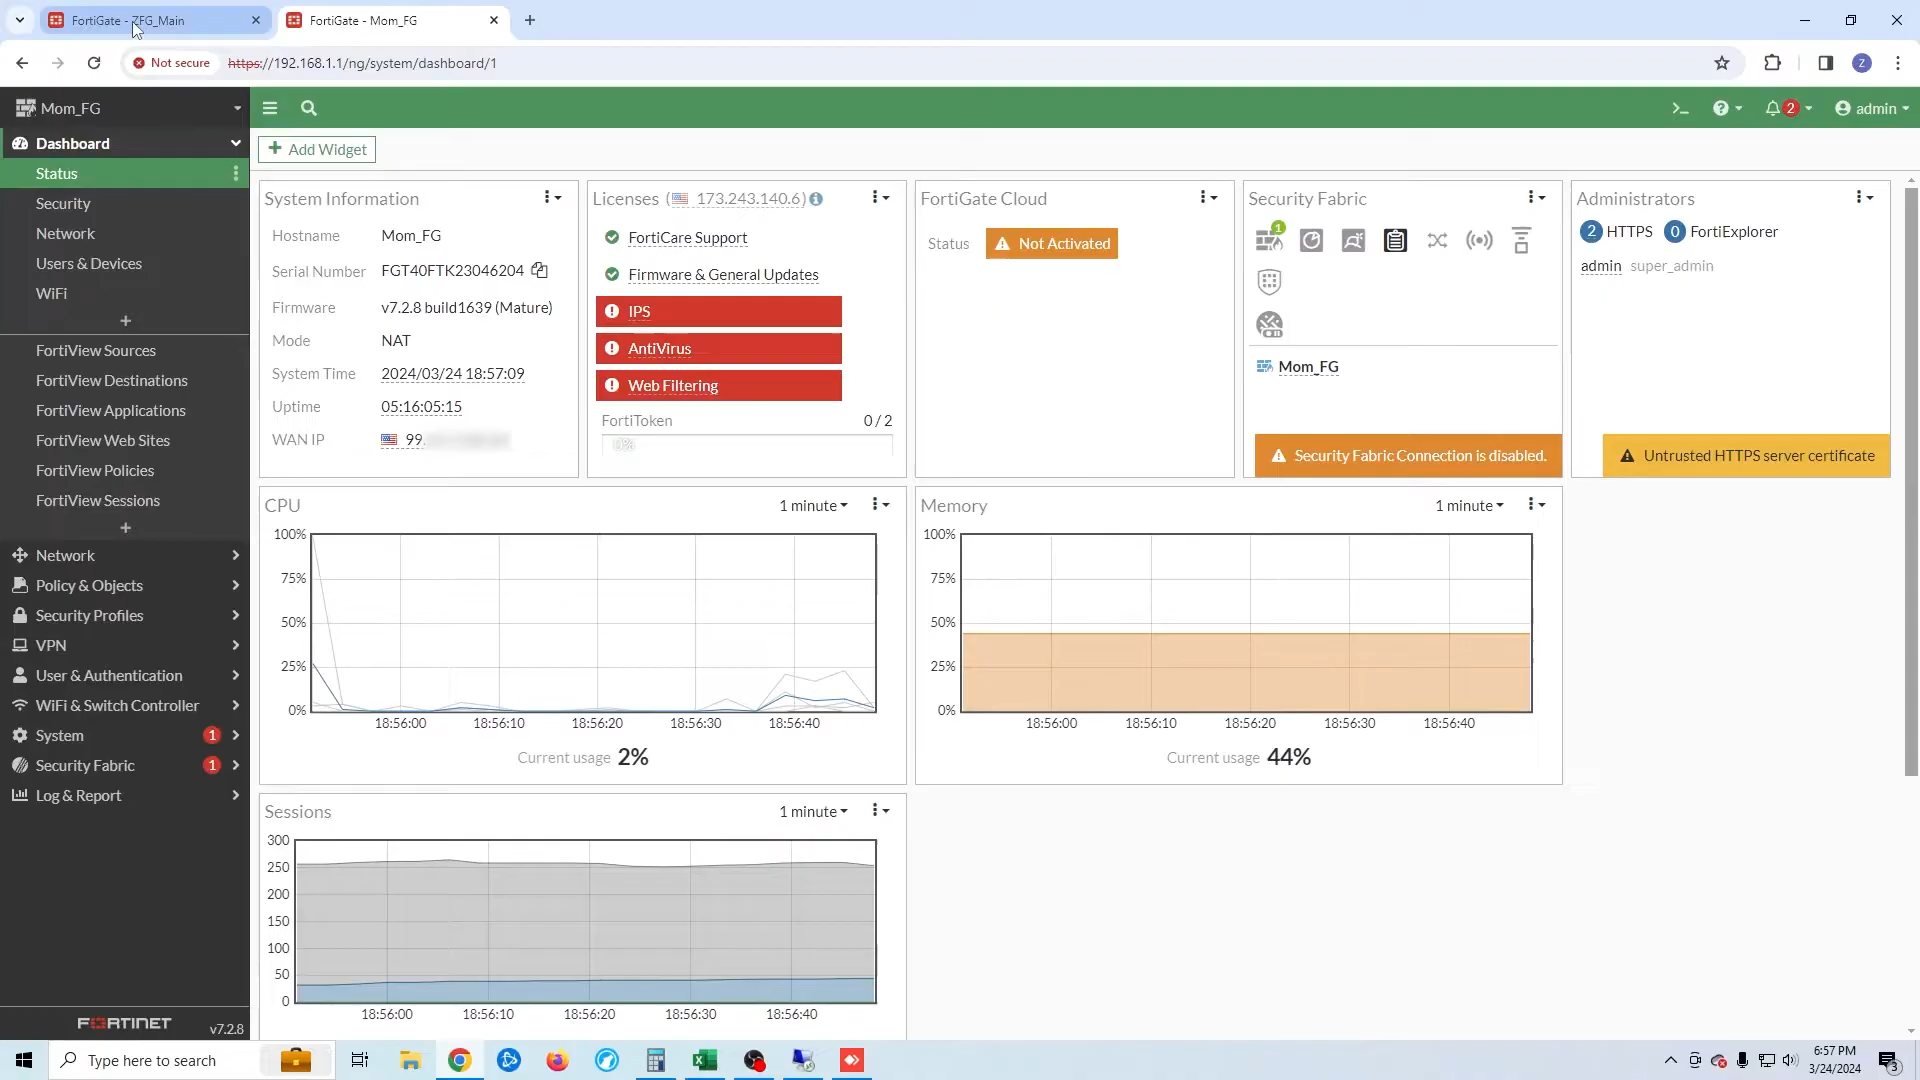 FortiGate - ZFG_Main
FortiGate - Mom_FG
Not secure
https://192.168.1.1/ng/system/dashboard/1
Z
Mom_FG
2
admin
Dashboard
Status
Security
Network
Users & Devices
WiFi
+
FortiView Sources
FortiView Destinations
FortiView Applications
FortiView Web Sites
FortiView Policies
FortiView Sessions
+
Network
Policy & Objects
Security Profiles
VPN
User & Authentication
WiFi & Switch Controller
System 1
Security Fabric 1
Log & Report
FORTINET v7.2.8
+ Add Widget
System Information
Hostname Mom_FG
Serial Number FGT40FTK23046204
Firmware v7.2.8 build1639 (Mature)
Mode NAT
System Time 2024/03/24 18:57:09
Uptime 05:16:05:15
WAN IP 99.
Licenses (173.243.140.6)
FortiCare Support
Firmware & General Updates
IPS
AntiVirus
Web Filtering
FortiToken 0 / 2
0%
FortiGate Cloud
Status Not Activated
Security Fabric
1
Mom_FG
Security Fabric Connection is disabled.
Administrators
2 HTTPS 0 FortiExplorer
admin super_admin
Untrusted HTTPS server certificate
CPU 1 minute
100%
75%
50%
25%
0%
18:56:00 18:56:10 18:56:20 18:56:30 18:56:40
Current usage 2%
Memory 1 minute
100%
75%
50%
25%
0%
18:56:00 18:56:10 18:56:20 18:56:30 18:56:40
Current usage 44%
Sessions 1 minute
300
250
200
150
100
50
0
18:56:00 18:56:10 18:56:20 18:56:30 18:56:40
Type here to search
6:57 PM
3/24/2024
3